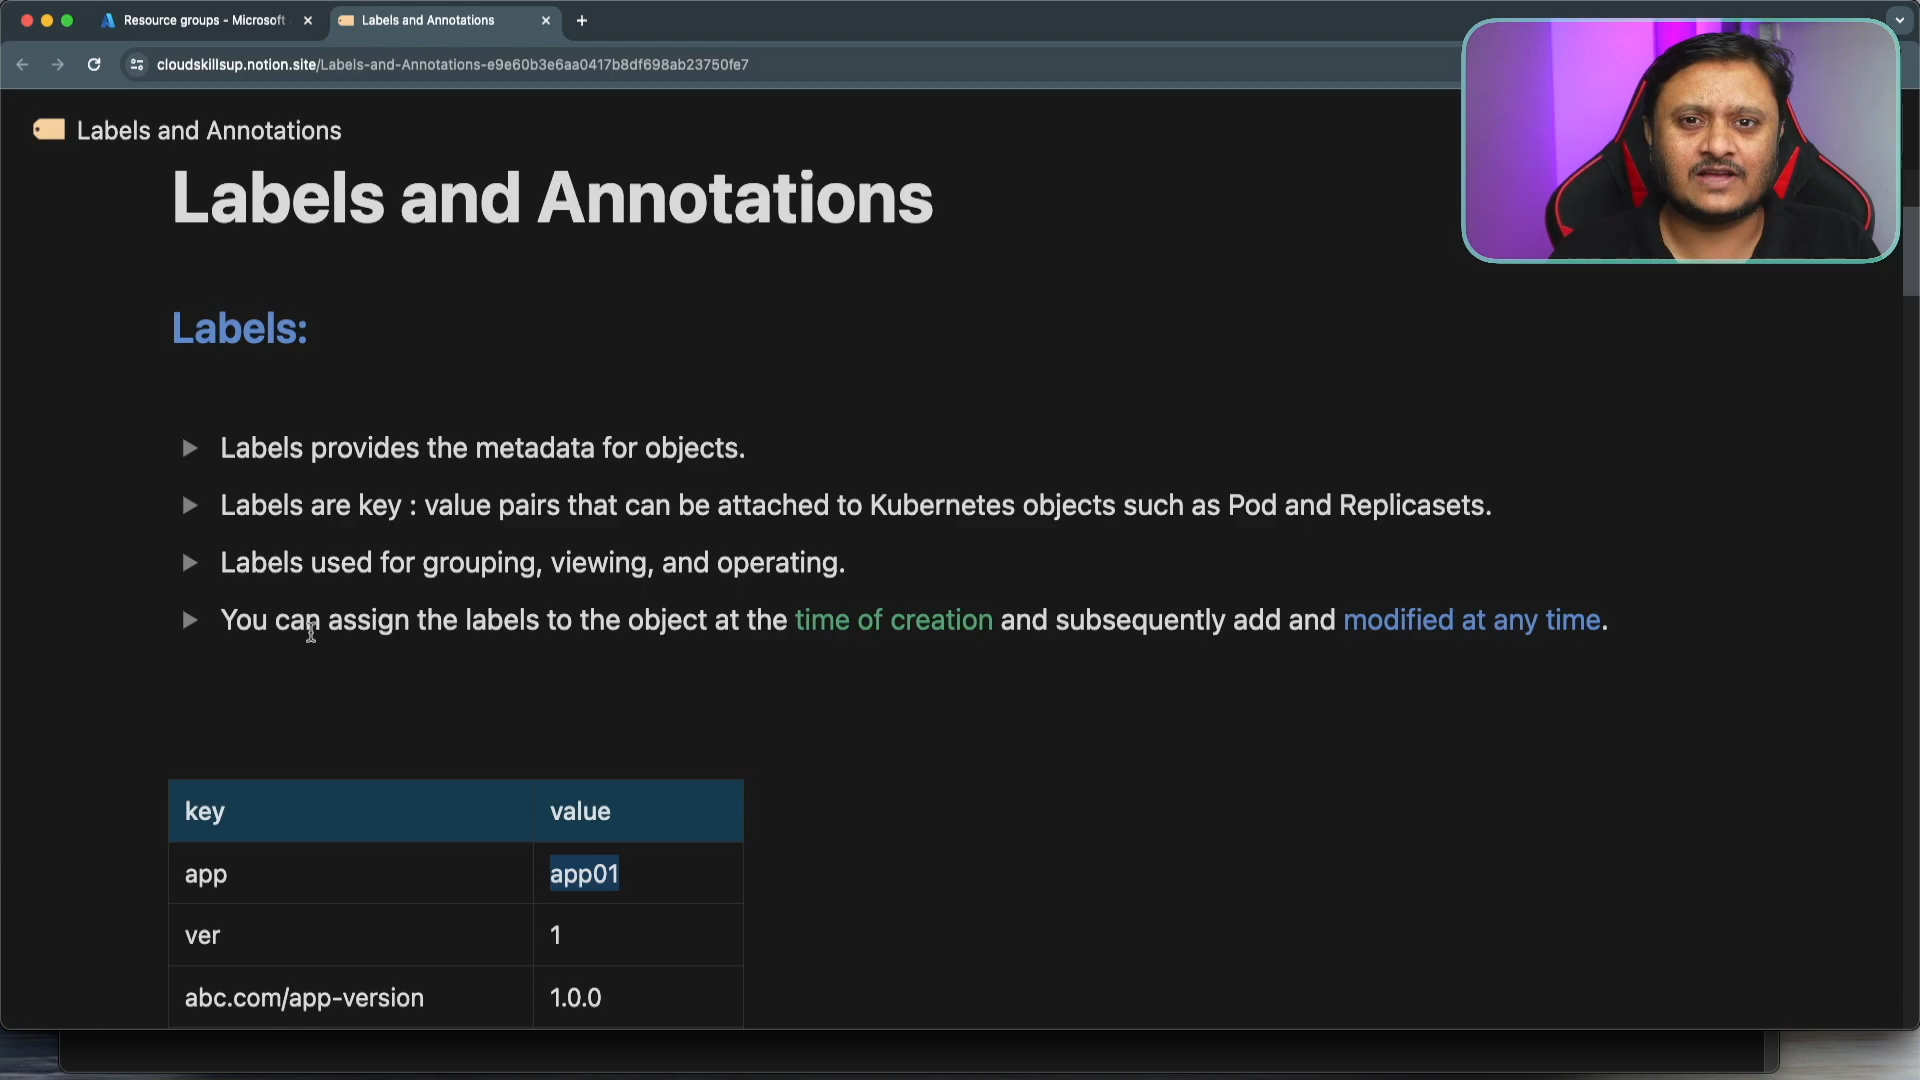 Resource groups - Microsoft
Labels and Annotations
cloudskillsup.notion.site/Labels-and-Annotations-e9e60b3e6aa0417b8df698ab23750fe7
Labels and Annotations
Labels and Annotations
Labels:
Labels provides the metadata for objects.
Labels are key : value pairs that can be attached to Kubernetes objects such as Pod and Replicasets.
Labels used for grouping, viewing, and operating.
You can assign the labels to the object at the time of creation and subsequently add and modified at any time.
key value
app app01
ver 1
abc.com/app-version 1.0.0